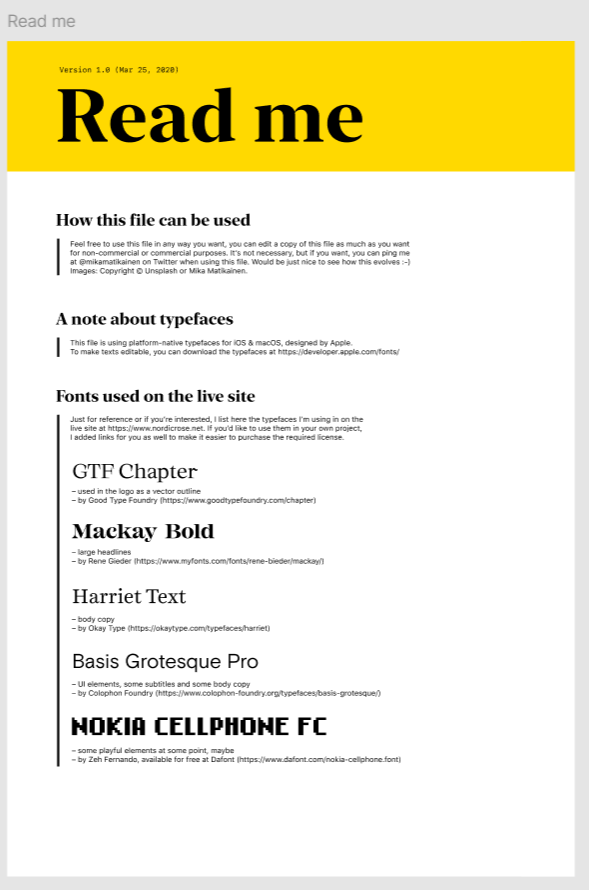 Read me
Version 1.0 (Mar 25, 2020)
Read me
How this file can be used
Feel free to use this file in any way you want, you can edit a copy of this file as much as you want
for non-commercial or commercial purposes. It's not necessary, but if you want, you can ping me
at @mikamatikainen on Twitter when using this file. Would be just nice to see how this evolves :-)
Images: Copyright © Unsplash or Mika Matikainen.
A note about typefaces
This file is using platform-native typefaces for iOS & macOS, designed by Apple.
To make texts editable, you can download the typefaces at https://developer.apple.com/fonts/
Fonts used on the live site
Just for reference or if you're interested, I list here the typefaces I'm using in on the
live site at https://www.nordicrose.net. If you'd like to use them in your own project,
I added links for you as well to make it easier to purchase the required license.
GTF Chapter
– used in the logo as a vector outline
– by Good Type Foundry (https://www.goodtypefoundry.com/chapter)
Mackay Bold
– large headlines
– by Rene Gieder (https://www.myfonts.com/fonts/rene-bieder/mackay/)
Harriet Text
– body copy
– by Okay Type (https://okaytype.com/typefaces/harriet)
Basis Grotesque Pro
– UI elements, some subtitles and some body copy
– by Colophon Foundry (https://www.colophon-foundry.org/typefaces/basis-grotesque/)
NOKIA CELLPHONE FC
– some playful elements at some point, maybe
– by Zeh Fernando, available for free at Dafont (https://www.dafont.com/nokia-cellphone.font)